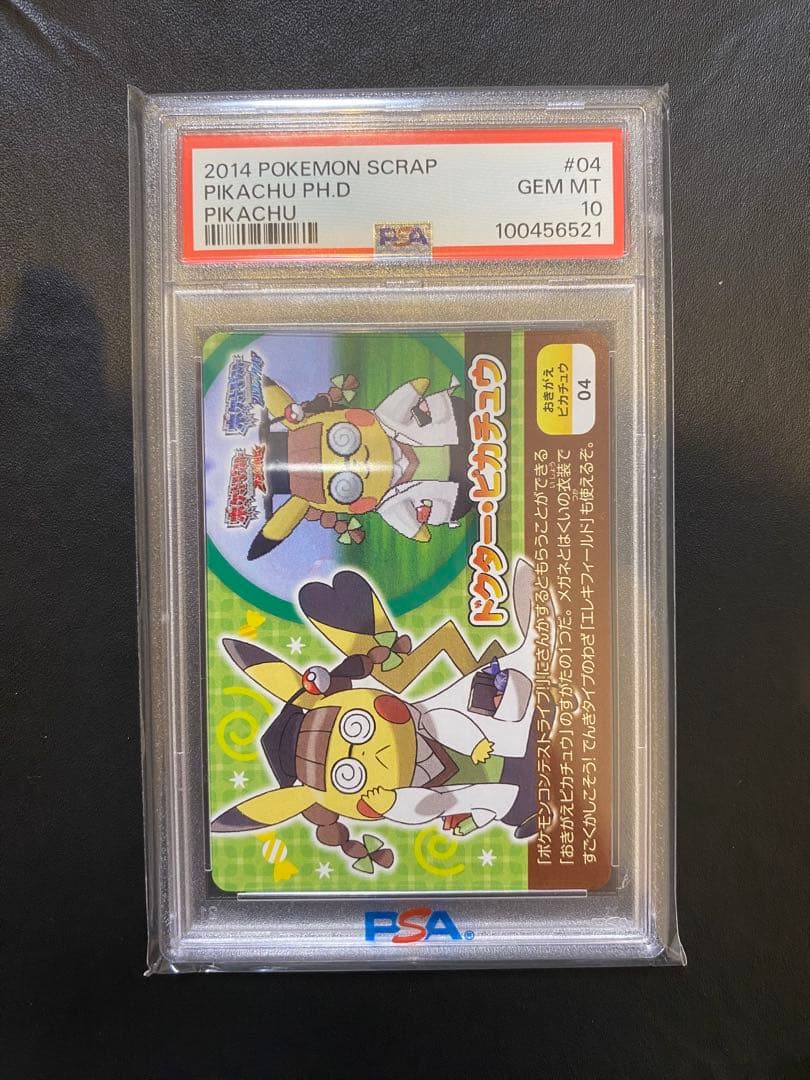 2014 POKEMON SCRAP #04
PIKACHU PH.D GEM MT
PIKACHU 10
PSA 100456521
おきがえ
ピカチュウ
04
ドクター・ピカチュウ
「ポケモンコンテストライブ!」にさんかするともらうことができる
「おきがえピカチュウ」のすがたの1つだ。メガネとはくいの衣装で
いしょう
すごくかしこそう!でんきタイプのわざ「エレキフィールド」も使えるぞ。
つか
PSA